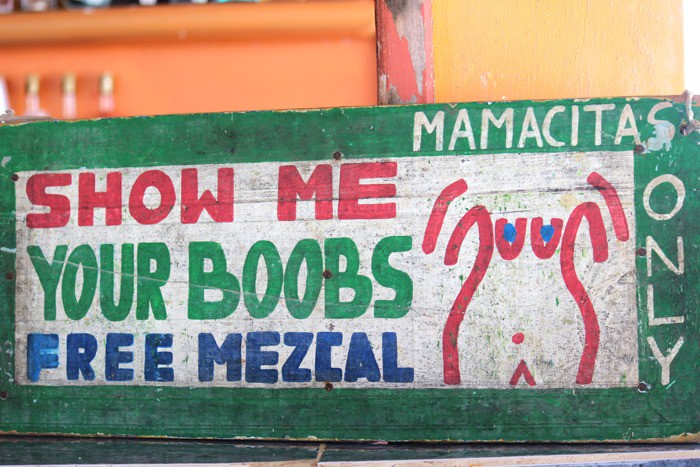 MAMACITAS
ONLY
SHOW ME
YOUR BOOBS
FREE MEZCAL